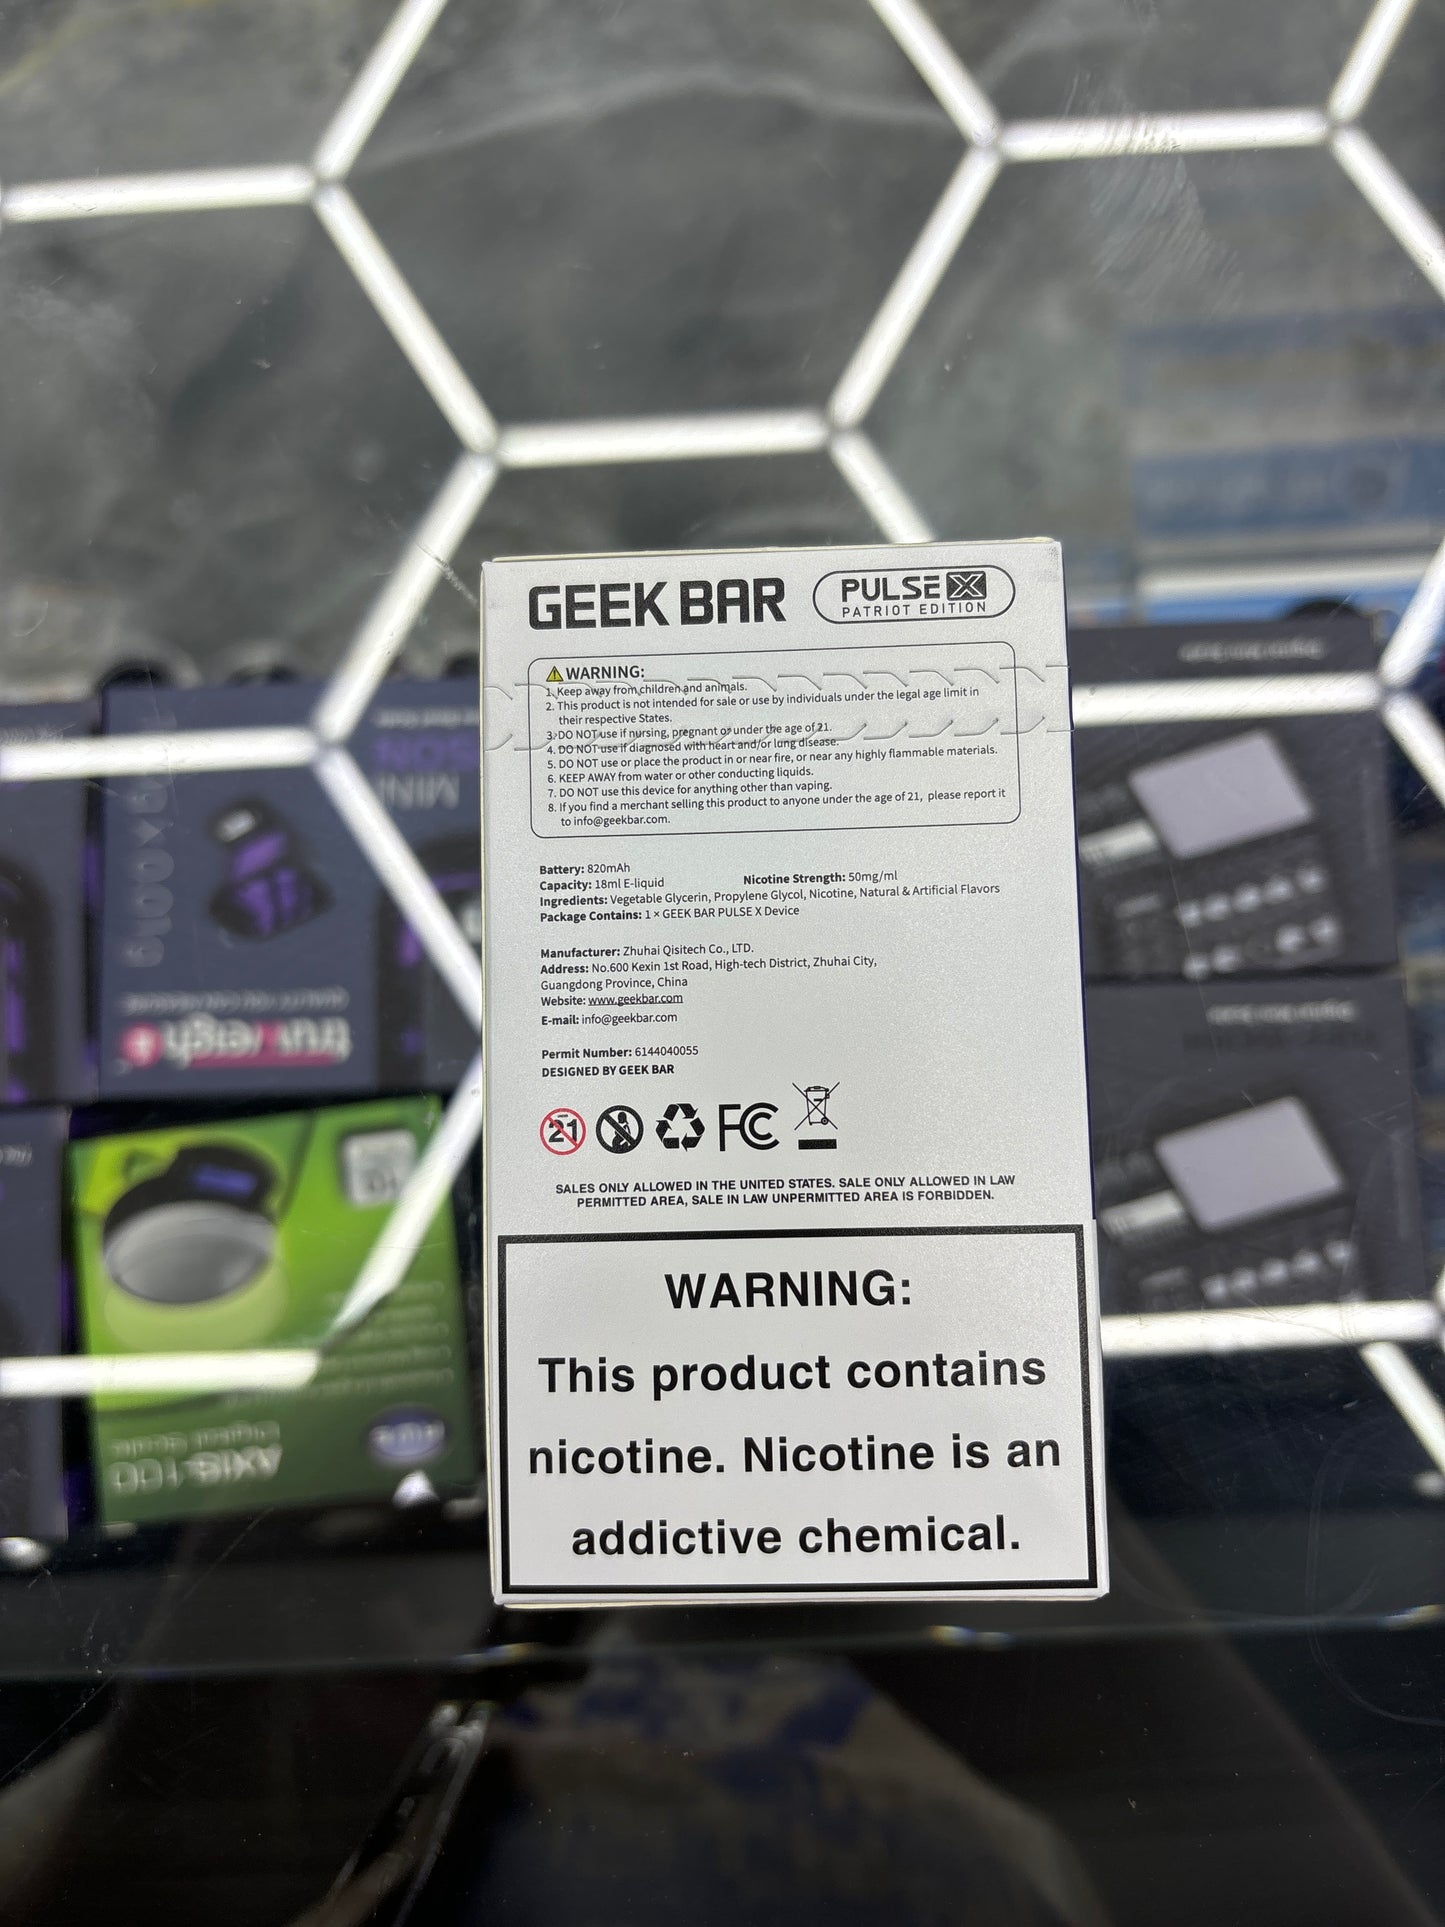 GEEK BAR PULSE X
PATRIOT EDITION
WARNING:
1. Keep away from children and animals.
2. This product is not intended for sale or use by individuals under the legal age limit in
their respective States.
3. DO NOT use if nursing, pregnant or under the age of 21.
4. DO NOT use if diagnosed with heart and/or lung disease.
5. DO NOT use or place the product in or near fire, or near any highly flammable materials.
6. KEEP AWAY from water or other conducting liquids.
7. DO NOT use this device for anything other than vaping.
8. If you find a merchant selling this product to anyone under the age of 21, please report it
to info@geekbar.com.
Battery: 820mAh
Capacity: 18ml E-liquid Nicotine Strength: 50mg/ml
Ingredients: Vegetable Glycerin, Propylene Glycol, Nicotine, Natural & Artificial Flavors
Package Contains: 1 × GEEK BAR PULSE X Device
Manufacturer: Zhuhai Qisitech Co., LTD.
Address: No.600 Kexin 1st Road, High-tech District, Zhuhai City,
Guangdong Province, China
Website: www.geekbar.com
E-mail: info@geekbar.com
Permit Number: 6144040055
DESIGNED BY GEEK BAR
21 FC
SALES ONLY ALLOWED IN THE UNITED STATES. SALE ONLY ALLOWED IN LAW
PERMITTED AREA, SALE IN LAW UNPERMITTED AREA IS FORBIDDEN.
WARNING:
This product contains
nicotine. Nicotine is an
addictive chemical.
MINI
truweigh
AXIS-100